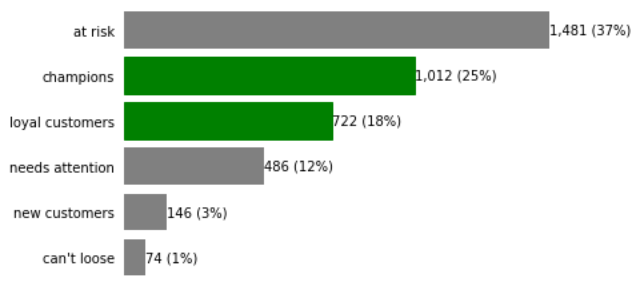 at risk 1,481 (37%)
champions 1,012 (25%)
loyal customers 722 (18%)
needs attention 486 (12%)
new customers 146 (3%)
can't loose 74 (1%)